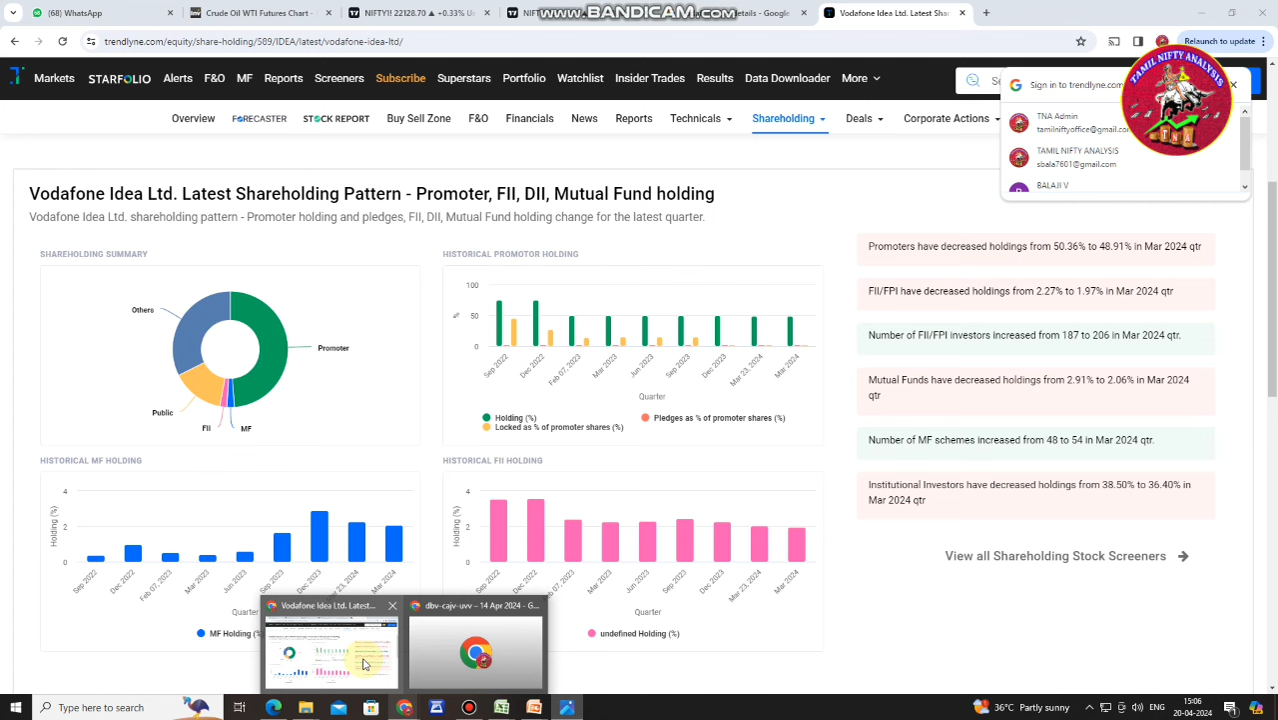 www.BANDICAM.com
Crude Oil WTI Futures Chart -
NIFTY! 22128.70 ▲ +0.33% U
etails - Google
Vodafone Idea Ltd. Latest Shar
trendlyne.com/equity/share-holding/589/IDEA/latest/vodafone-idea-ltd/
Relaunch to update
Markets STARFOLIO Alerts F&O MF Reports Screeners Subscribe Superstars Portfolio Watchlist Insider Trades Results Data Downloader More
Sign in to trendlyne.com
TAMIL NIFTY ANALYSIS
TNA
TNA Admin
tamilniftyoffice@gmail.com
TAMIL NIFTY ANALYSIS
sbala7601@gmail.com
BALAJI V
Overview FORECASTER STOCK REPORT Buy Sell Zone F&O Financials News Reports Technicals Shareholding Deals Corporate Actions
Vodafone Idea Ltd. Latest Shareholding Pattern - Promoter, FII, DII, Mutual Fund holding
Vodafone Idea Ltd. shareholding pattern - Promoter holding and pledges, FII, DII, Mutual Fund holding change for the latest quarter.
SHAREHOLDING SUMMARY
Others
Promoter
Public
FII
MF
HISTORICAL PROMOTOR HOLDING
100
50
0
%
Sep 2022 Dec 2022 Feb 07, 2023 Mar 2023 Jun 2023 Sep 2023 Dec 2023 Mar 23, 2024 Mar 2024
Quarter
Holding (%)
Pledges as % of promoter shares (%)
Locked as % of promoter shares (%)
Promoters have decreased holdings from 50.36% to 48.91% in Mar 2024 qtr
FII/FPI have decreased holdings from 2.27% to 1.97% in Mar 2024 qtr
Number of FII/FPI investors increased from 187 to 206 in Mar 2024 qtr.
Mutual Funds have decreased holdings from 2.91% to 2.06% in Mar 2024
qtr
Number of MF schemes increased from 48 to 54 in Mar 2024 qtr.
Institutional Investors have decreased holdings from 38.50% to 36.40% in
Mar 2024 qtr
View all Shareholding Stock Screeners
HISTORICAL MF HOLDING
4
2
0
Holding (%)
Sep 2022 Dec 2022 Feb 07, 2023 Mar 2023 Jun 2023 Sep 2023 Dec 2023 23, 2024 Mar 2024
Quarter
MF Holding (%
HISTORICAL FII HOLDING
4
2
0
Holding (%)
Sep 2022 Dec 2022 07, 2023 Mar 2023 Jun 2023 Sep 2023 Dec 2023 Mar 23, 2024 Mar 2024
Quarter
undefined Holding (%)
Vodafone Idea Ltd. Latest...
dbv-cajv-uvv – 14 Apr 2024 - G...
Type here to search
36°C Partly sunny
15:06
20-04-2024